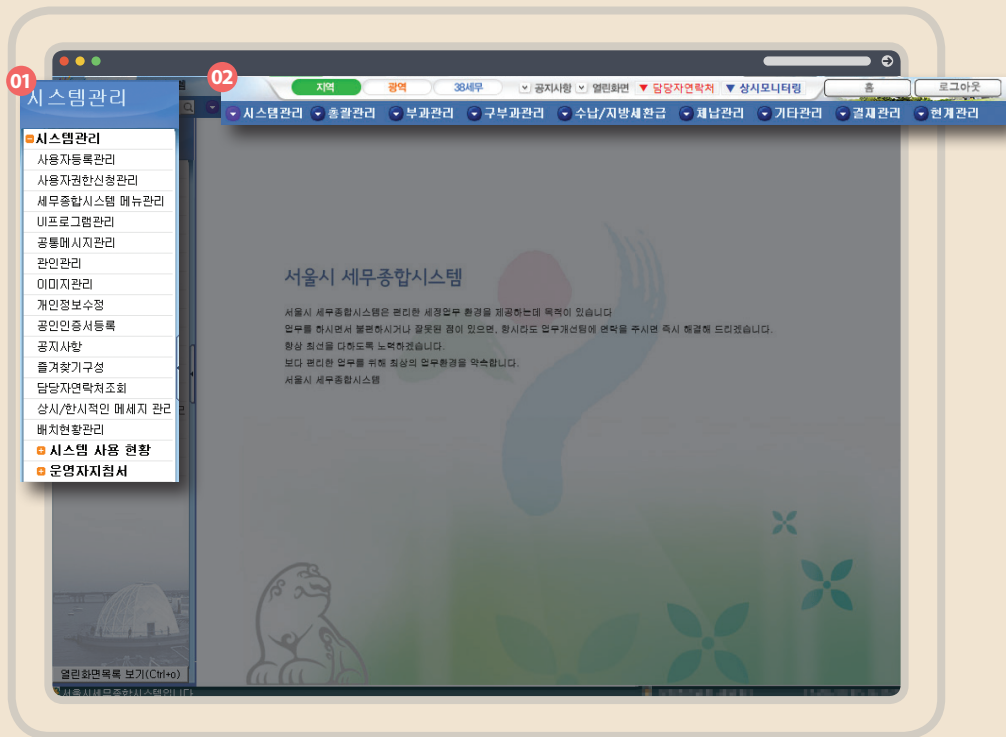 01
시스템관리
시스템관리
사용자등록관리
사용자권한신청관리
세무종합시스템 메뉴관리
UI프로그램관리
공통메시지관리
관인관리
이미지관리
개인정보수정
공인인증서등록
공지사항
즐겨찾기구성
담당자연락처조회
상시/한시적인 메세지 관리
배치현황관리
시스템 사용 현황
운영자지침서
02
지역 광역 38세무 공지사항 열린화면 ▼ 담당자연락처 ▼ 상시모니터링 홈 로그아웃
시스템관리 총괄관리 부과관리 구부과관리 수납/지방세환급 체납관리 기타관리 결재관리 현계관리
서울시 세무종합시스템
서울시 세무종합시스템은 편리한 세정업무 환경을 제공하는데 목적이 있습니다
업무를 하시면서 불편하시거나 잘못된 점이 있으면, 항시라도 업무개선팀에 연락을 주시면 즉시 해결해 드리겠습니다.
항상 최선을 다하도록 노력하겠습니다.
보다 편리한 업무를 위해 최상의 업무환경을 약속합니다.
서울시 세무종합시스템
열린화면목록 보기(Ctrl+o)
서울시세무종합시스템입니다